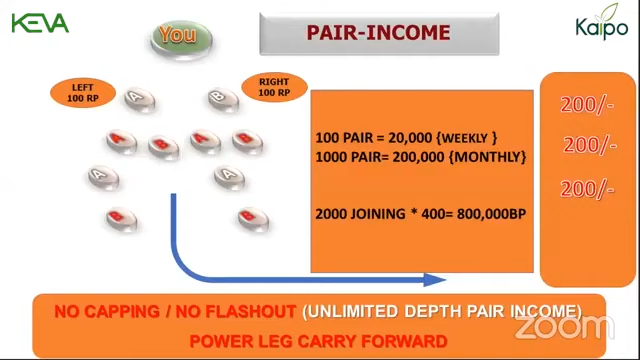 KEVA
You
PAIR-INCOME
Kaipo
LEFT
100 RP
RIGHT
100 RP
A
B
A
B
A
B
A
A
B
B
100 PAIR = 20,000 {WEEKLY }
1000 PAIR= 200,000 {MONTHLY}
2000 JOINING * 400= 800,000BP
200/-
200/-
200/-
NO CAPPING / NO FLASHOUT (UNLIMITED DEPTH PAIR INCOME)
POWER LEG CARRY FORWARD
zoom